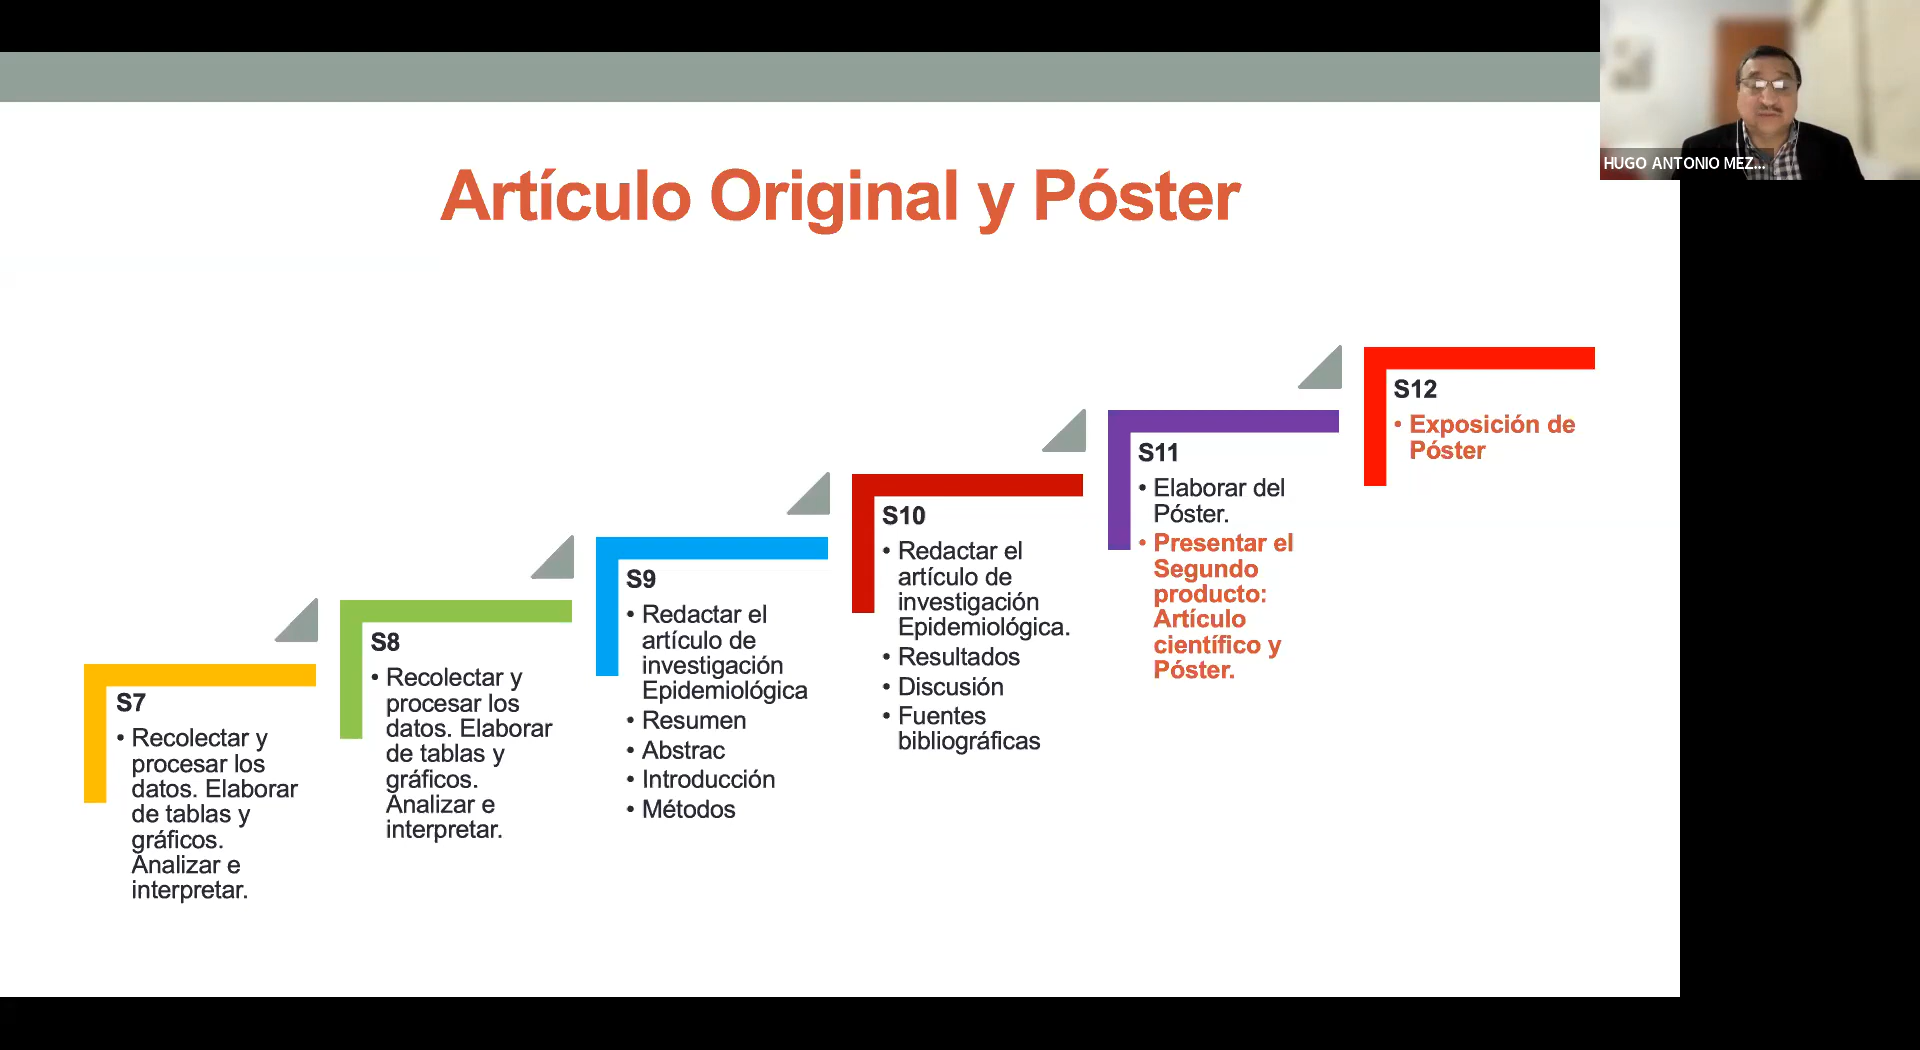 Artículo Original y Póster
HUGO ANTONIO MEZ...
S7
• Recolectar y
procesar los
datos. Elaborar
de tablas y
gráficos.
Analizar e
interpretar.
S8
• Recolectar y
procesar los
datos. Elaborar
de tablas y
gráficos.
Analizar e
interpretar.
S9
• Redactar el
artículo de
investigación
Epidemiológica
• Resumen
• Abstrac
• Introducción
• Métodos
S10
• Redactar el
artículo de
investigación
Epidemiológica.
• Resultados
• Discusión
• Fuentes
bibliográficas
S11
• Elaborar del
Póster.
• Presentar el
Segundo
producto:
Artículo
científico y
Póster.
S12
• Exposición de
Póster